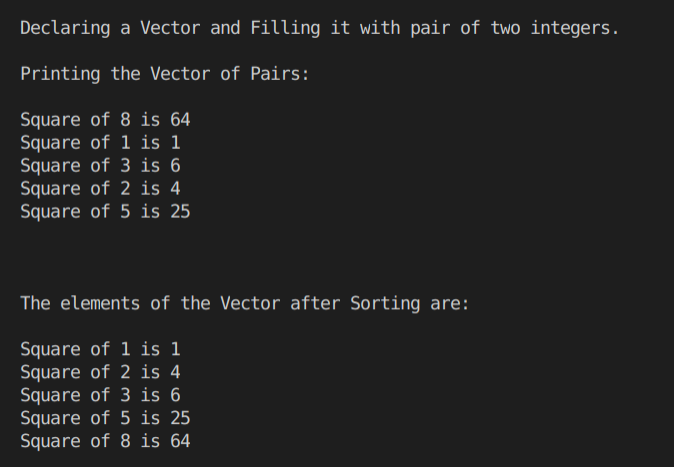 Declaring a Vector and Filling it with pair of two integers.
Printing the Vector of Pairs:
Square of 8 is 64
Square of 1 is 1
Square of 3 is 6
Square of 2 is 4
Square of 5 is 25
The elements of the Vector after Sorting are:
Square of 1 is 1
Square of 2 is 4
Square of 3 is 6
Square of 5 is 25
Square of 8 is 64